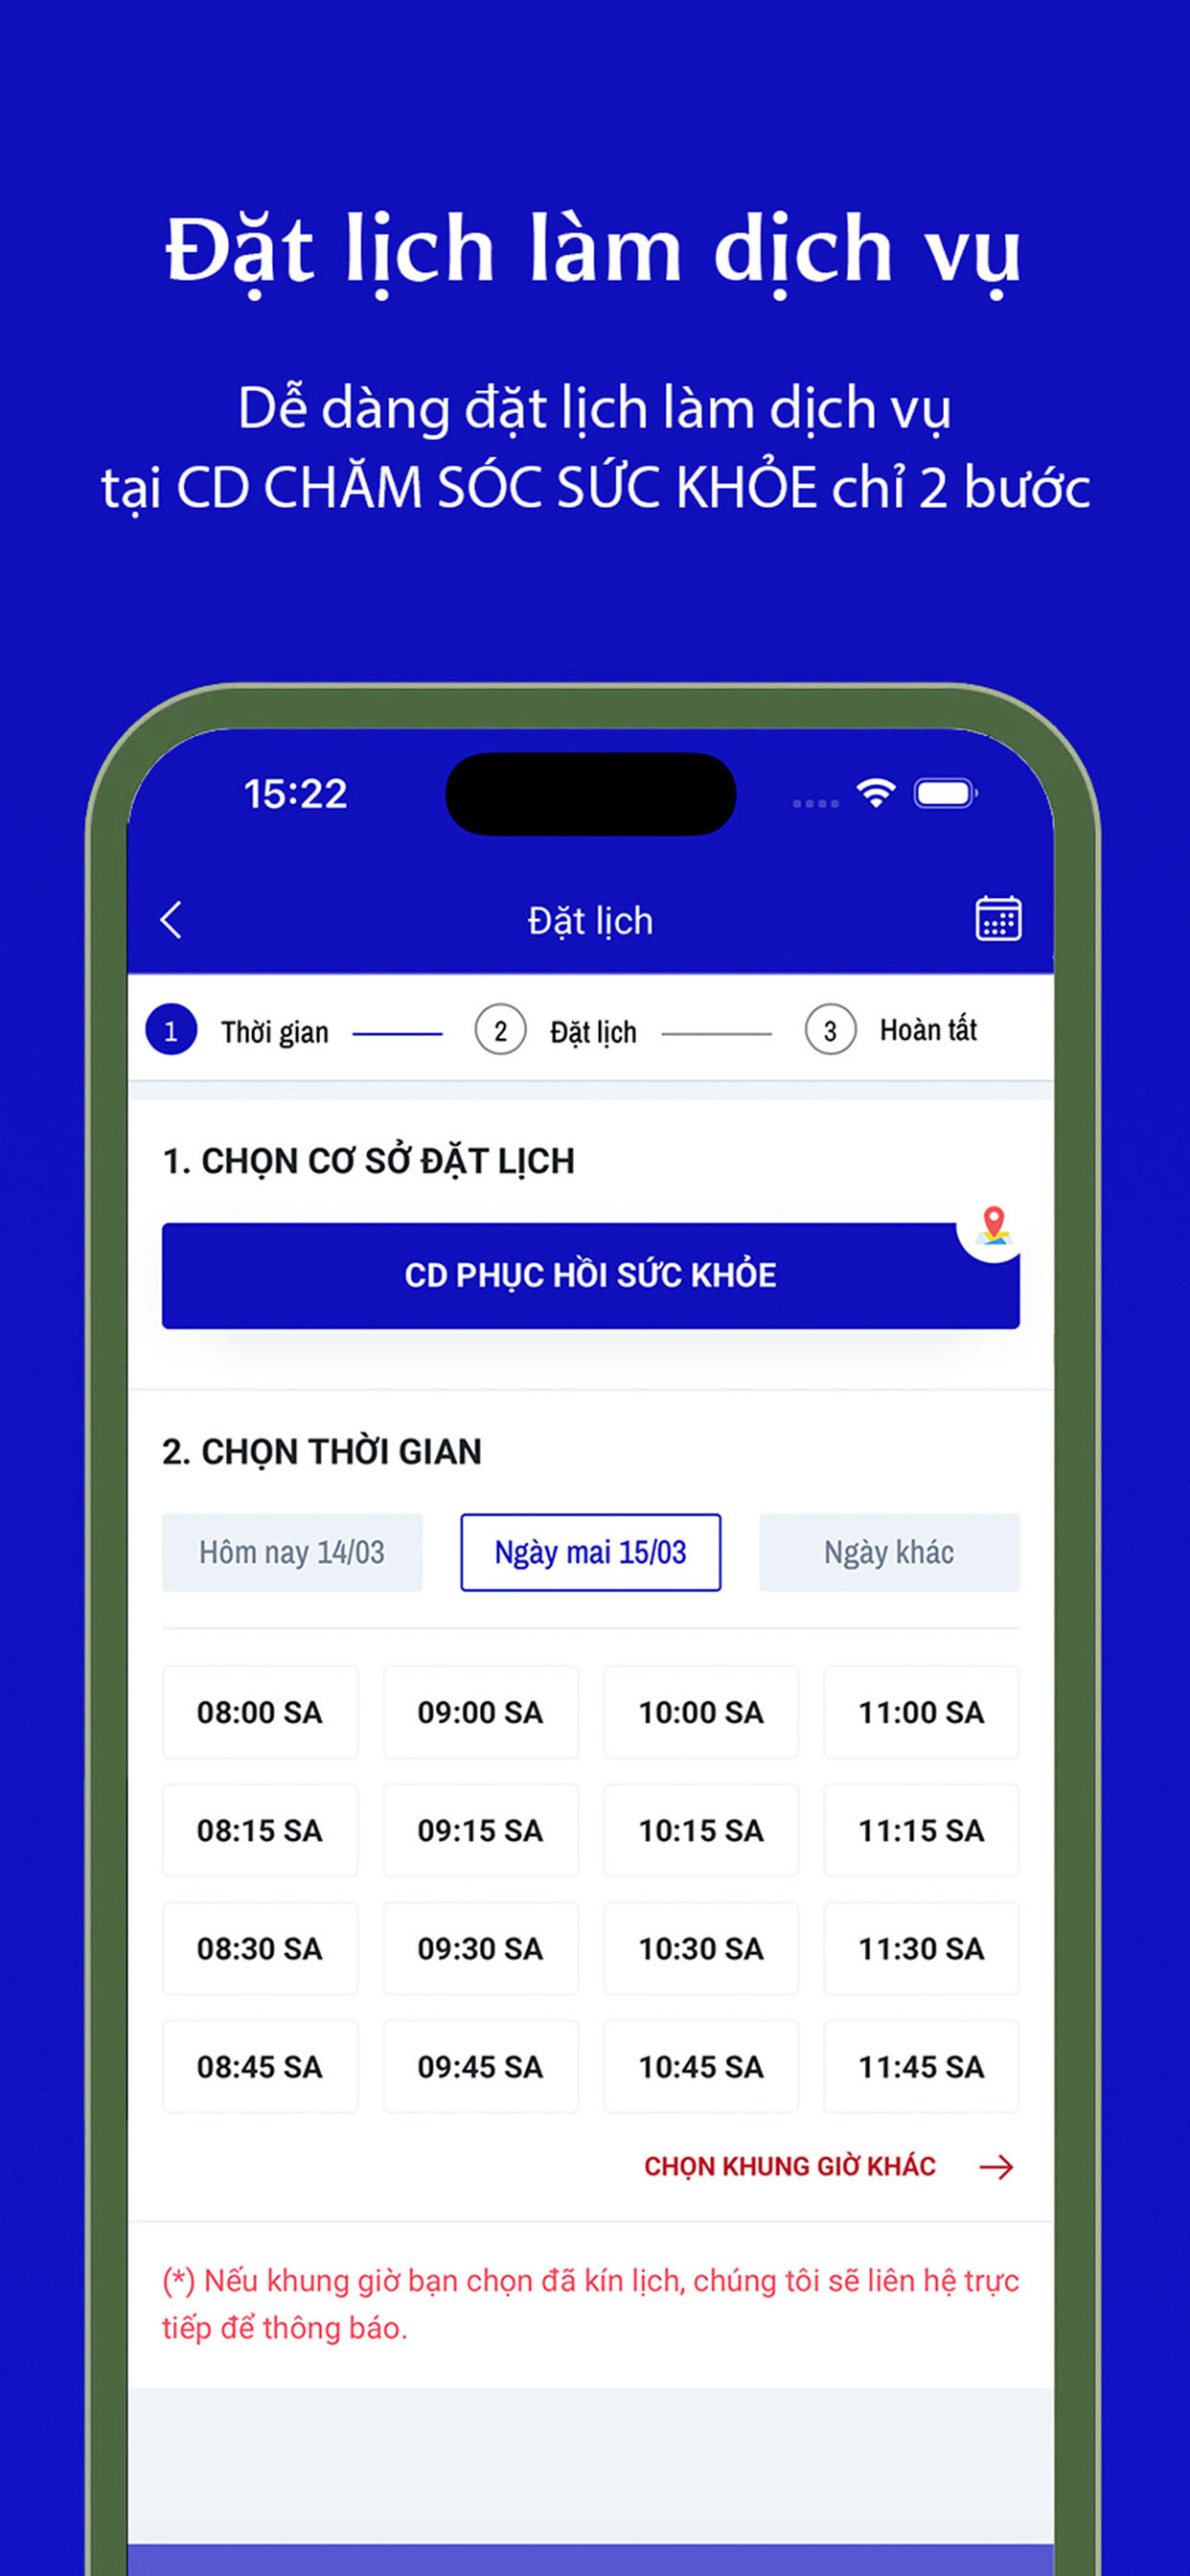 Đặt lịch làm dịch vụ
Dễ dàng đặt lịch làm dịch vụ
tại CD CHĂM SÓC SỨC KHỎE chỉ 2 bước
15:22
Đặt lịch
1 Thời gian 2 Đặt lịch 3 Hoàn tất
1. CHỌN CƠ SỞ ĐẶT LỊCH
CD PHỤC HỒI SỨC KHỎE
2. CHỌN THỜI GIAN
Hôm nay 14/03 Ngày mai 15/03 Ngày khác
08:00 SA 09:00 SA 10:00 SA 11:00 SA
08:15 SA 09:15 SA 10:15 SA 11:15 SA
08:30 SA 09:30 SA 10:30 SA 11:30 SA
08:45 SA 09:45 SA 10:45 SA 11:45 SA
CHỌN KHUNG GIỜ KHÁC
(*) Nếu khung giờ bạn chọn đã kín lịch, chúng tôi sẽ liên hệ trực
tiếp để thông báo.